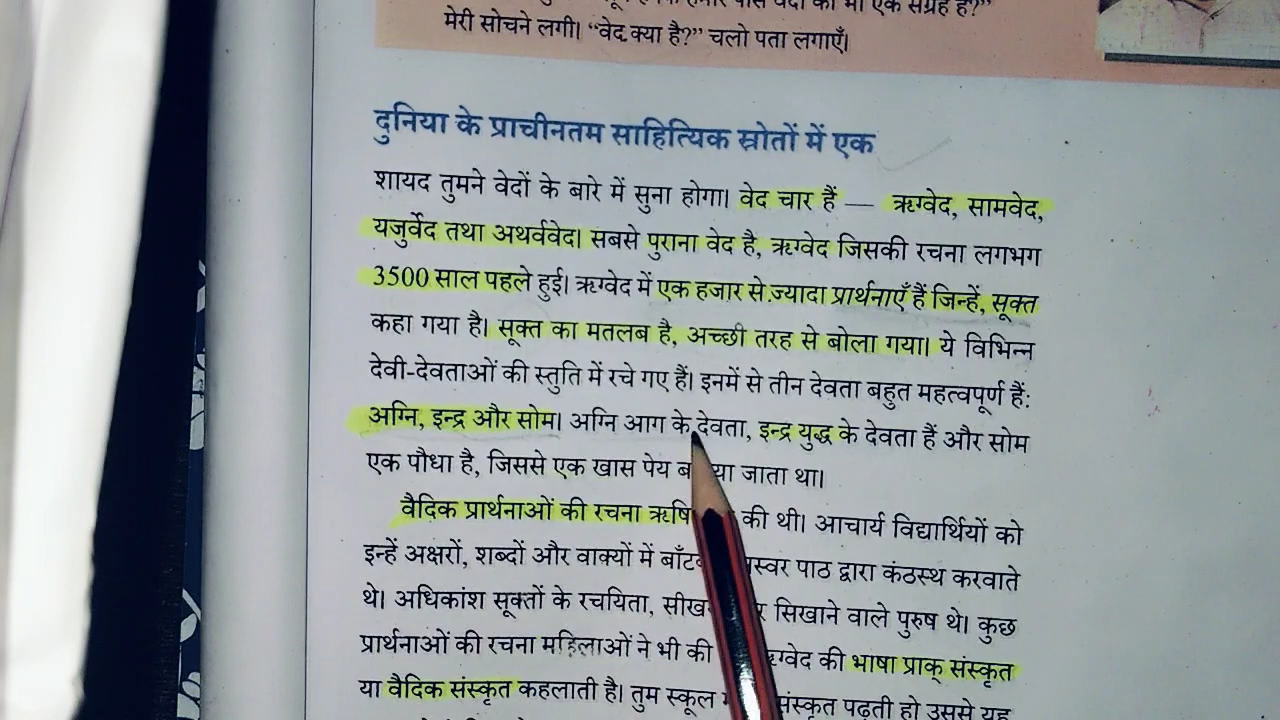 एक संग्रह है?”
मेरी सोचने लगी। “वेद क्या है?” चलो पता लगाएँ।
दुनिया के प्राचीनतम साहित्यिक स्रोतों में एक
शायद तुमने वेदों के बारे में सुना होगा। वेद चार हैं — ऋग्वेद, सामवेद,
यजुर्वेद तथा अथर्ववेद। सबसे पुराना वेद है, ऋग्वेद जिसकी रचना लगभग
3500 साल पहले हुई। ऋग्वेद में एक हजार से ज़्यादा प्रार्थनाएँ हैं जिन्हें, सूक्त
कहा गया है। सूक्त का मतलब है, अच्छी तरह से बोला गया। ये विभिन्न
देवी-देवताओं की स्तुति में रचे गए हैं। इनमें से तीन देवता बहुत महत्वपूर्ण हैं:
अग्नि, इन्द्र और सोम। अग्नि आग के देवता, इन्द्र युद्ध के देवता हैं और सोम
एक पौधा है, जिससे एक खास पेय जाता था।
वैदिक प्रार्थनाओं की रचना की थी। आचार्य विद्यार्थियों को
इन्हें अक्षरों, शब्दों और वाक्यों में पाठ द्वारा कंठस्थ करवाते
थे। अधिकांश सूक्तों के रचयिता, सिखाने वाले पुरुष थे। कुछ
प्रार्थनाओं की रचना महिलाओं ने भी की की भाषा प्राक् संस्कृत
या वैदिक संस्कृत कहलाती है। तुम स्कूल संस्कृत पढ़ती हो उससे यह